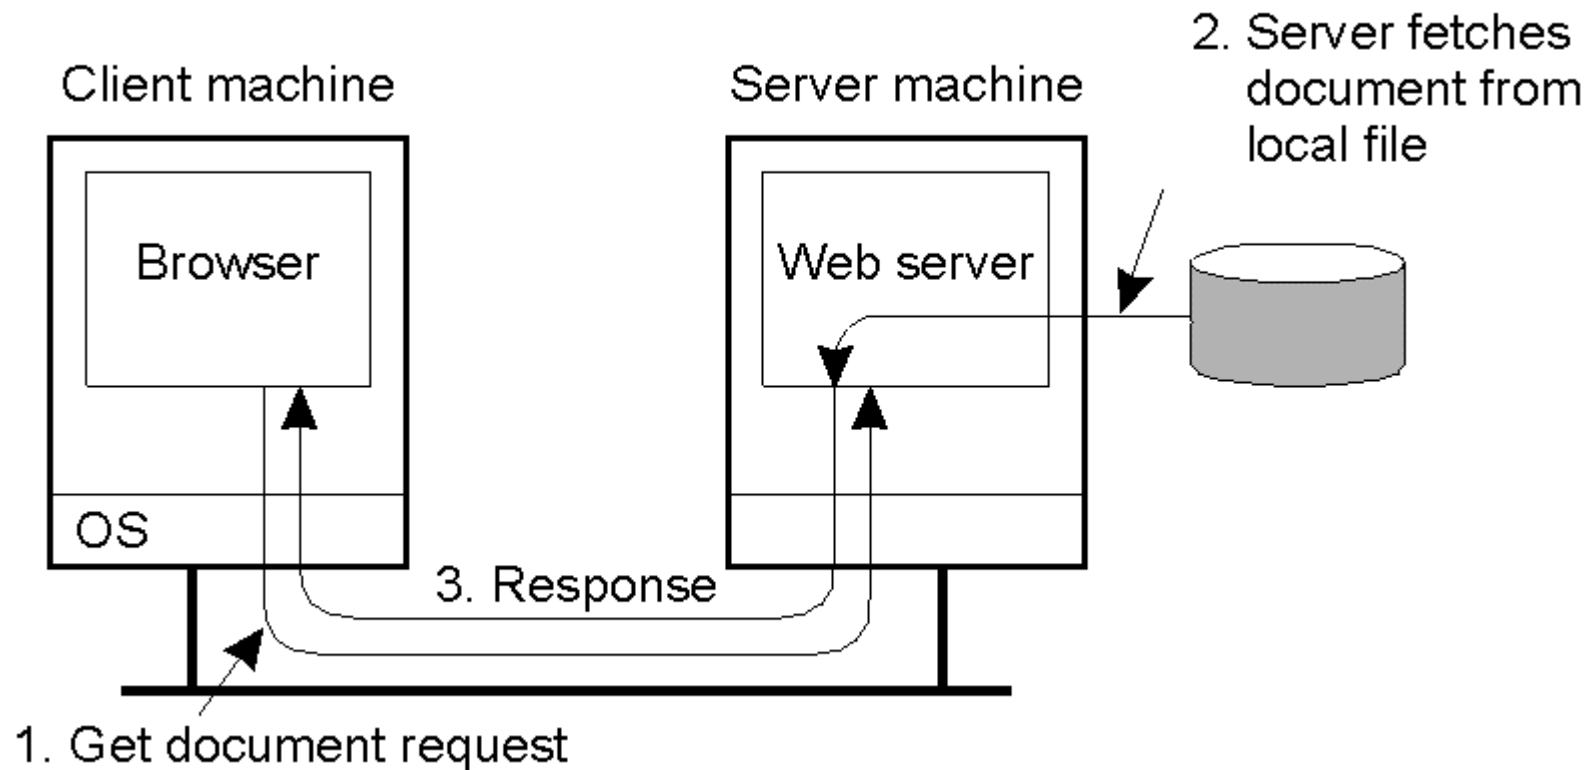 Client machine
Server machine
2. Server fetches
document from
local file
Browser
Web server
OS
3. Response
1. Get document request